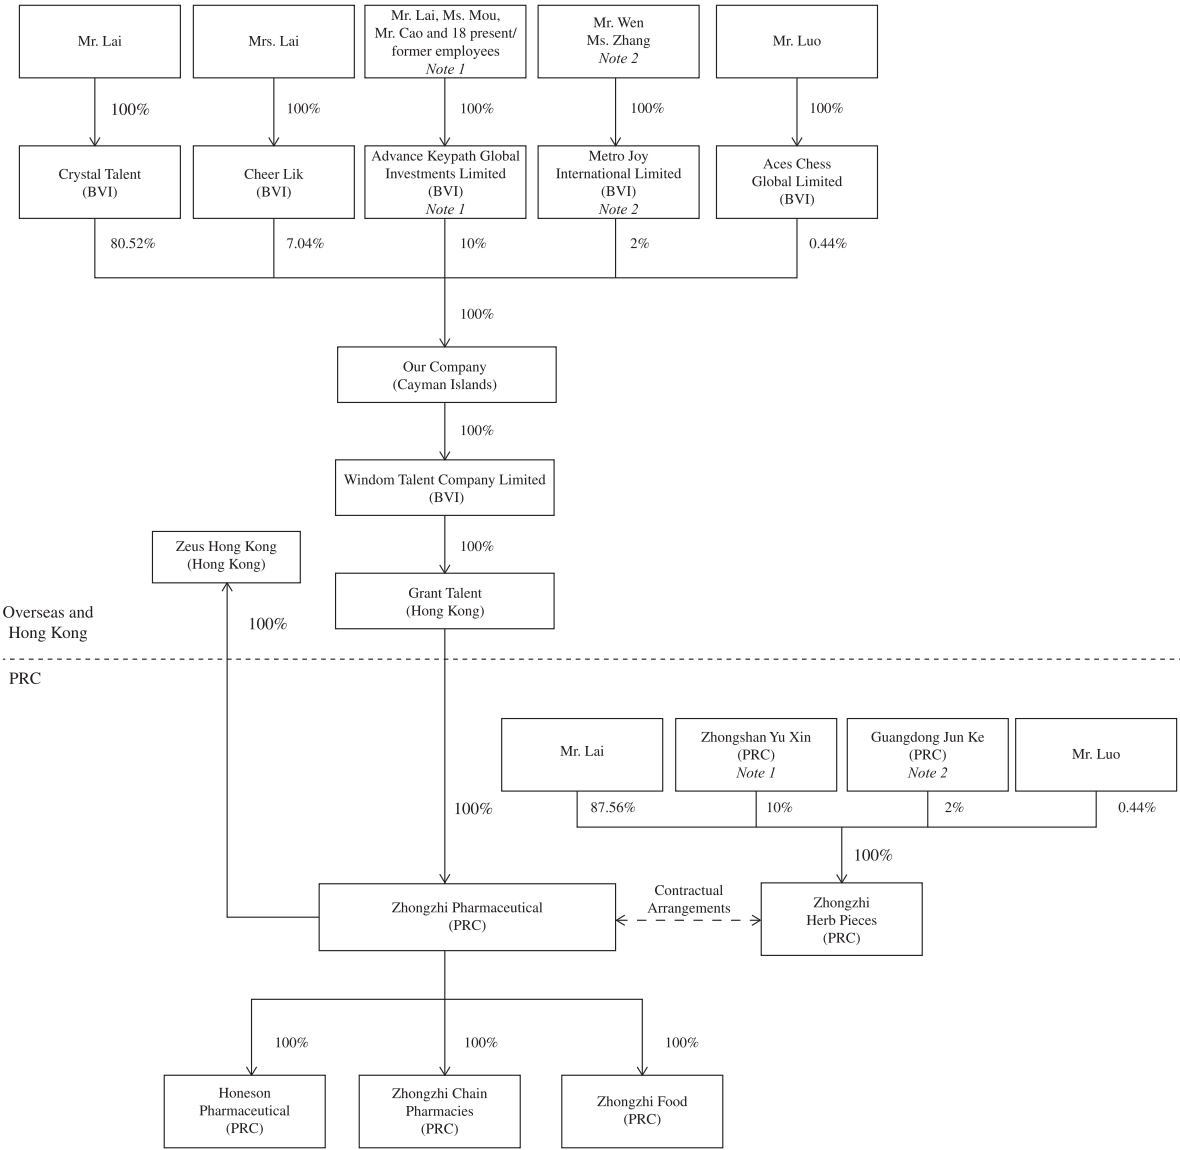 Mr. Lai
Mrs. Lai
Mr. Lai, Ms. Mou,
Mr. Cao and 18 present/
former employees
Note 1
Mr. Wen
Ms. Zhang
Note 2
Mr. Luo
100%
100%
100%
100%
100%
Crystal Talent
(BVI)
Cheer Lik
(BVI)
Advance Keypath Global
Investments Limited
(BVI)
Note 1
Metro Joy
International Limited
(BVI)
Note 2
Aces Chess
Global Limited
(BVI)
80.52%
7.04%
10%
2%
0.44%
100%
Our Company
(Cayman Islands)
100%
Windom Talent Company Limited
(BVI)
100%
Zeus Hong Kong
(Hong Kong)
Grant Talent
(Hong Kong)
Overseas and
Hong Kong
100%
PRC
Mr. Lai
Zhongshan Yu Xin
(PRC)
Note 1
Guangdong Jun Ke
(PRC)
Note 2
Mr. Luo
100%
87.56%
10%
2%
0.44%
100%
Zhongzhi Pharmaceutical
(PRC)
Contractual
Arrangements
Zhongzhi
Herb Pieces
(PRC)
100%
100%
100%
Honeson
Pharmaceutical
(PRC)
Zhongzhi Chain
Pharmacies
(PRC)
Zhongzhi Food
(PRC)